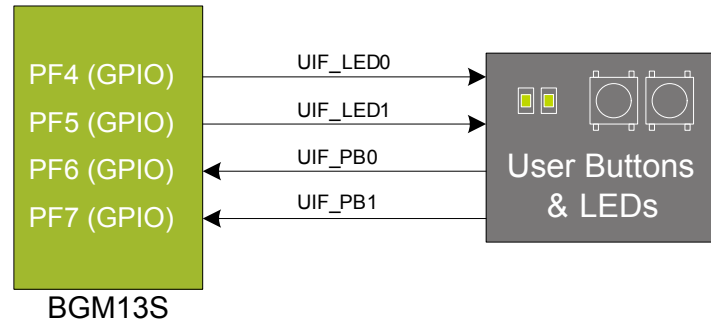 PF4 (GPIO)
PF5 (GPIO)
PF6 (GPIO)
PF7 (GPIO)
UIF_LED0
UIF_LED1
UIF_PB0
UIF_PB1
User Buttons
& LEDs
BGM13S